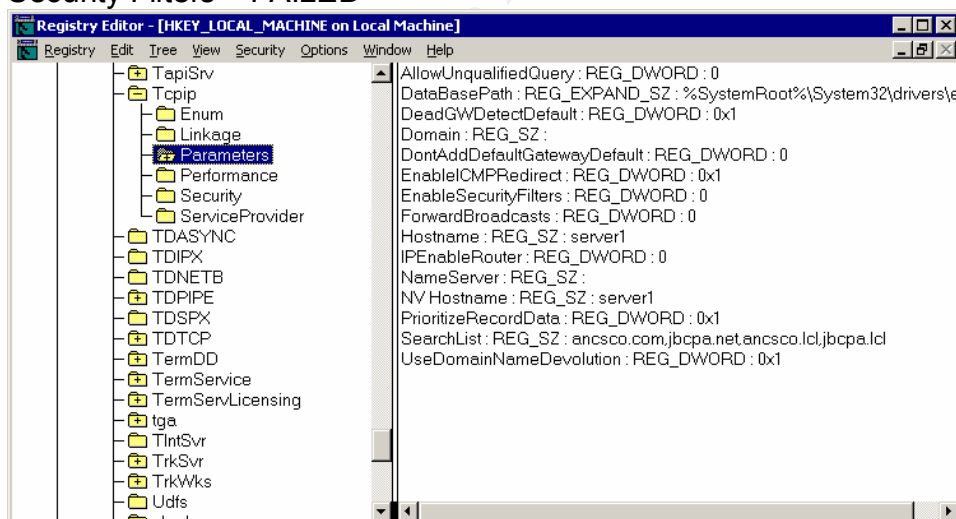 Registry Editor - [HKEY_LOCAL_MACHINE on Local Machine]
Registry Edit Tree View Security Options Window Help
TapiSrv
Tcpip
Enum
Linkage
Parameters
Performance
Security
ServiceProvider
TDASYNC
TDIPX
TDNETB
TDPIPE
TDSPX
TDTCP
TermDD
TermService
TermServLicensing
tga
TlntSvr
TrkSvr
TrkWks
Udfs
AllowUnqualifiedQuery : REG_DWORD : 0
DataBasePath : REG_EXPAND_SZ : %SystemRoot%\System32\drivers\e
DeadGWDetectDefault : REG_DWORD : 0x1
Domain : REG_SZ :
DontAddDefaultGatewayDefault : REG_DWORD : 0
EnableICMPRedirect : REG_DWORD : 0x1
EnableSecurityFilters : REG_DWORD : 0
ForwardBroadcasts : REG_DWORD : 0
Hostname : REG_SZ : server1
IPEnableRouter : REG_DWORD : 0
NameServer : REG_SZ :
NV Hostname : REG_SZ : server1
PrioritizeRecordData : REG_DWORD : 0x1
SearchList : REG_SZ : ancsco.com,jbcpa.net,ancsco.lcl,jbcpa.lcl
UseDomainNameDevolution : REG_DWORD : 0x1